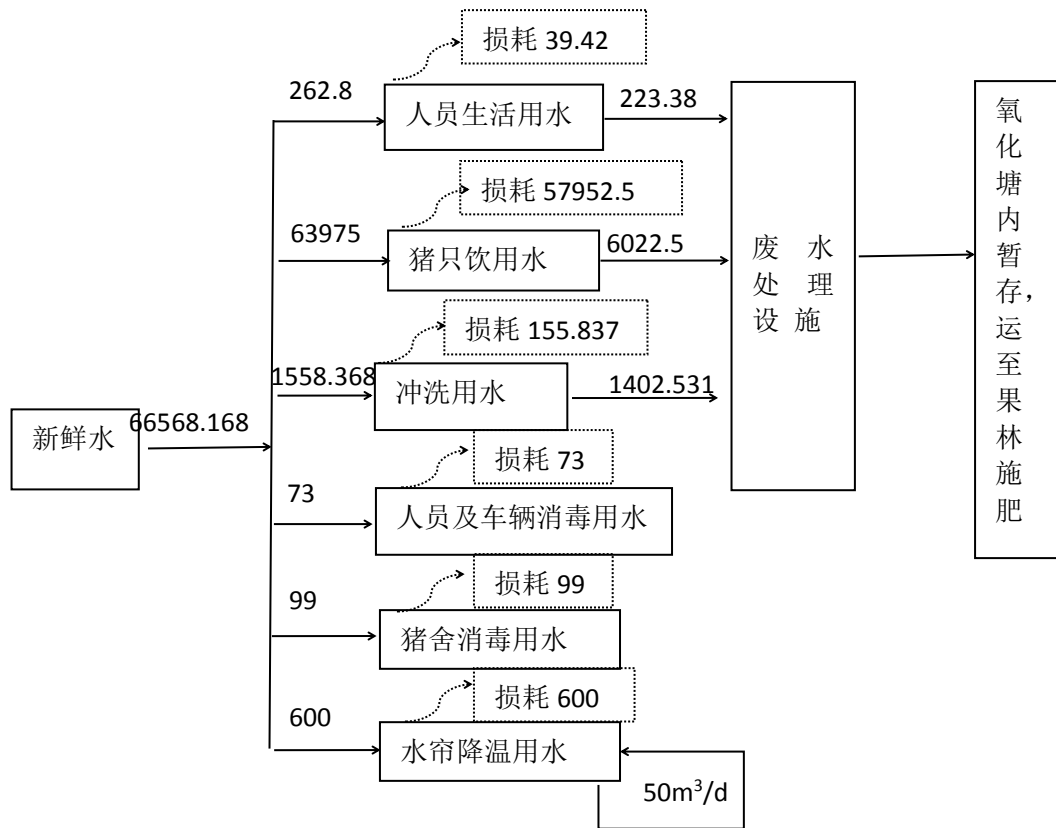 损耗 39.42
262.8
人员生活用水
223.38
损耗 57952.5
63975
猪只饮用水
6022.5
损耗 155.837
1558.368
冲洗用水
1402.531
新鲜水
66568.168
损耗 73
73
人员及车辆消毒用水
损耗 99
99
猪舍消毒用水
损耗 600
600
水帘降温用水
50m³/d
废 水
处 理
设 施
氧
化
塘
内
暂
存，
运
至
果
林
施
肥